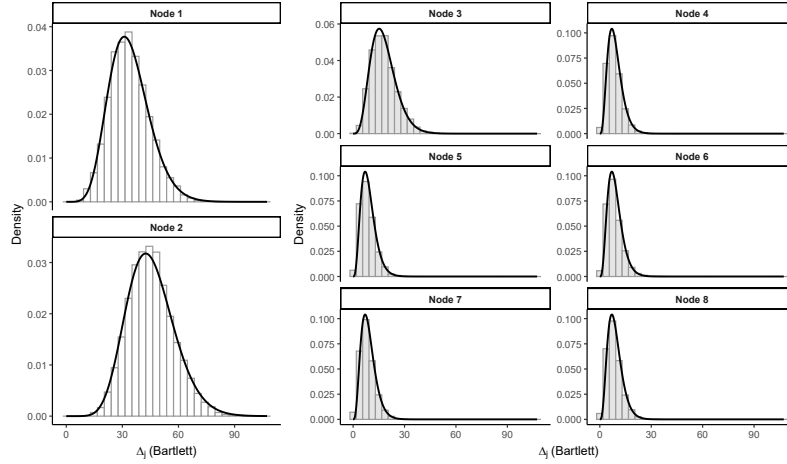 Node 1
0.04
0.03
0.02
0.01
0.00
Node 2
0.03
0.02
0.01
0.00
Density
0 30 60 90
Δj (Bartlett)
Node 3
0.06
0.04
0.02
0.00
Node 4
0.100
0.075
0.050
0.025
0.000
Node 5
0.100
0.075
0.050
0.025
0.000
Node 6
0.100
0.075
0.050
0.025
0.000
Node 7
0.100
0.075
0.050
0.025
0.000
Node 8
0.100
0.075
0.050
0.025
0.000
Density
0 30 60 90
0 30 60 90
Δj (Bartlett)